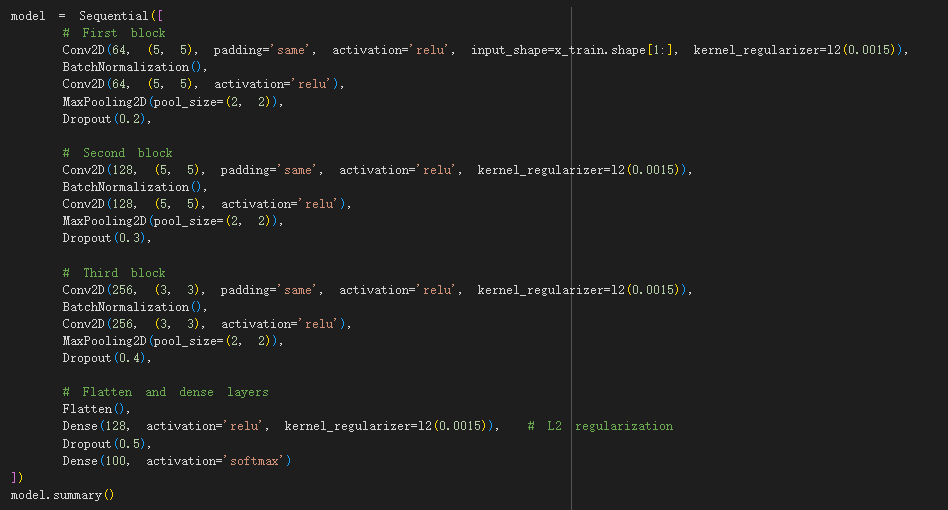 model = Sequential([
    # First block
    Conv2D(64, (5, 5), padding='same', activation='relu', input_shape=x_train.shape[1:], kernel_regularizer=l2(0.0015)),
    BatchNormalization(),
    Conv2D(64, (5, 5), activation='relu'),
    MaxPooling2D(pool_size=(2, 2)),
    Dropout(0.2),

    # Second block
    Conv2D(128, (5, 5), padding='same', activation='relu', kernel_regularizer=l2(0.0015)),
    BatchNormalization(),
    Conv2D(128, (5, 5), activation='relu'),
    MaxPooling2D(pool_size=(2, 2)),
    Dropout(0.3),

    # Third block
    Conv2D(256, (3, 3), padding='same', activation='relu', kernel_regularizer=l2(0.0015)),
    BatchNormalization(),
    Conv2D(256, (3, 3), activation='relu'),
    MaxPooling2D(pool_size=(2, 2)),
    Dropout(0.4),

    # Flatten and dense layers
    Flatten(),
    Dense(128, activation='relu', kernel_regularizer=l2(0.0015)),  # L2 regularization
    Dropout(0.5),
    Dense(100, activation='softmax')
])
model.summary()